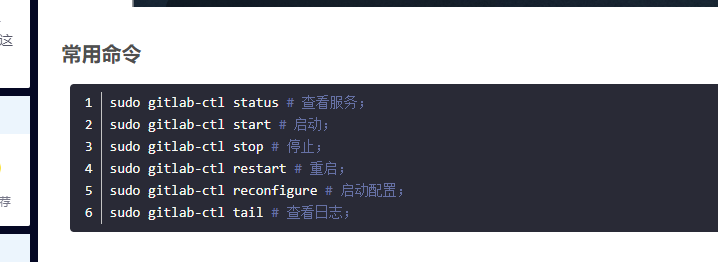 这
荐
常用命令
1 sudo gitlab-ctl status # 查看服务;
2 sudo gitlab-ctl start # 启动;
3 sudo gitlab-ctl stop # 停止;
4 sudo gitlab-ctl restart # 重启;
5 sudo gitlab-ctl reconfigure # 启动配置;
6 sudo gitlab-ctl tail # 查看日志;